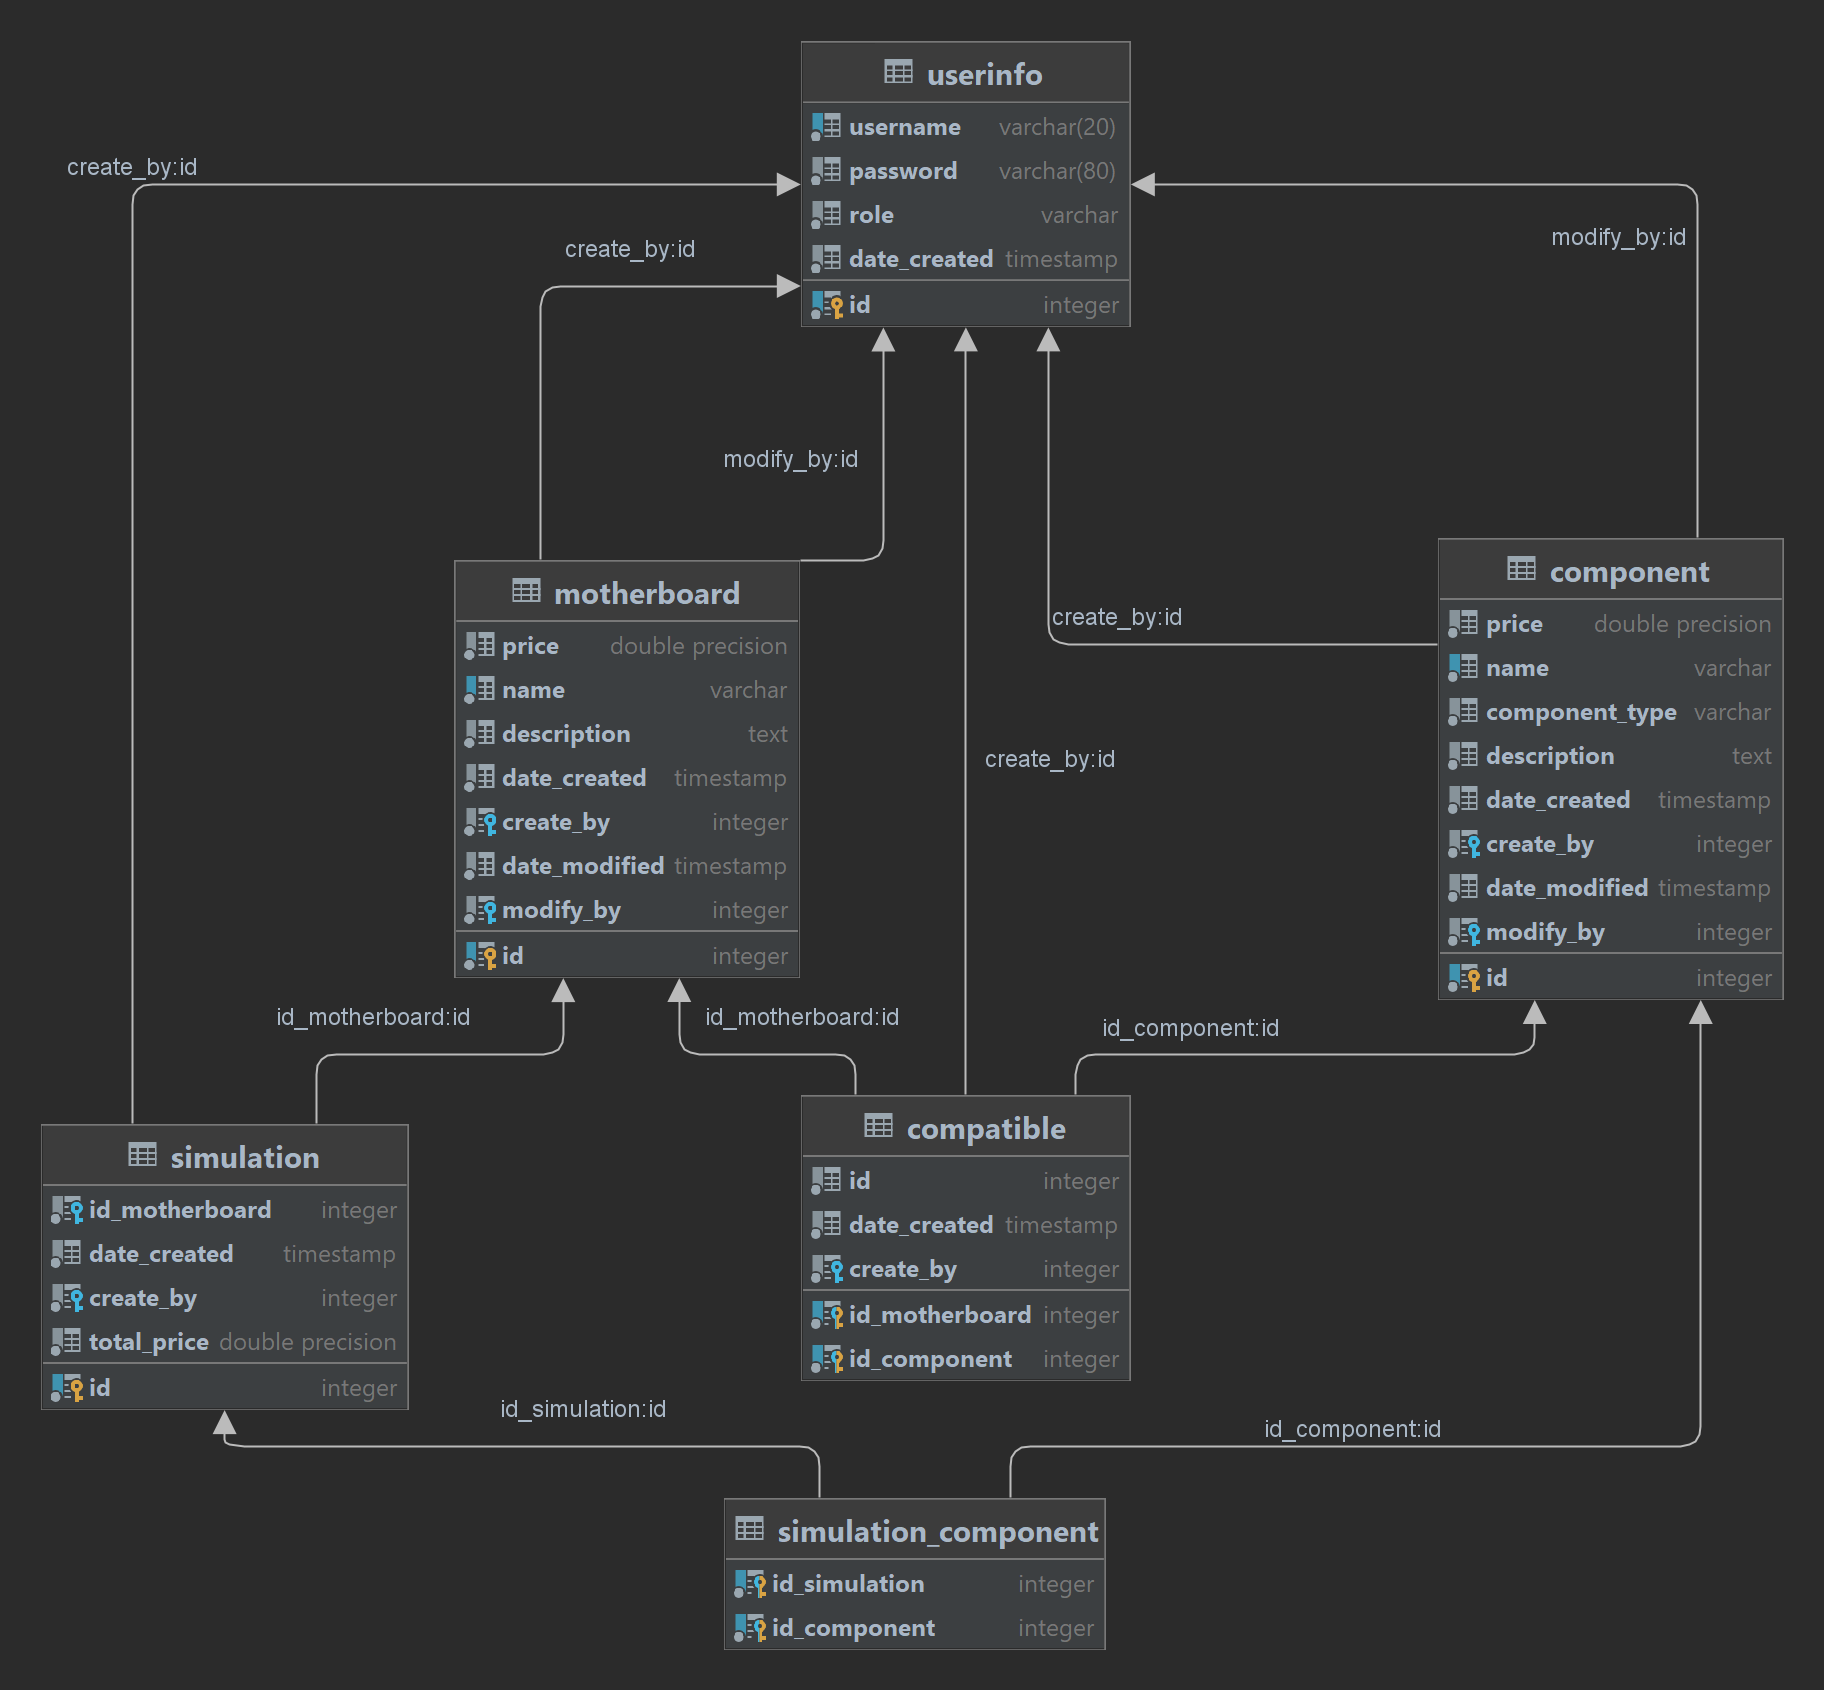 userinfo
username varchar(20)
password varchar(80)
role varchar
date_created timestamp
id integer
create_by:id
create_by:id
modify_by:id
modify_by:id
create_by:id
create_by:id
motherboard
price double precision
name varchar
description text
date_created timestamp
create_by integer
date_modified timestamp
modify_by integer
id integer
component
price double precision
name varchar
component_type varchar
description text
date_created timestamp
create_by integer
date_modified timestamp
modify_by integer
id integer
id_motherboard:id
id_motherboard:id
id_component:id
simulation
id_motherboard integer
date_created timestamp
create_by integer
total_price double precision
id integer
compatible
id integer
date_created timestamp
create_by integer
id_motherboard integer
id_component integer
id_simulation:id
id_component:id
simulation_component
id_simulation integer
id_component integer